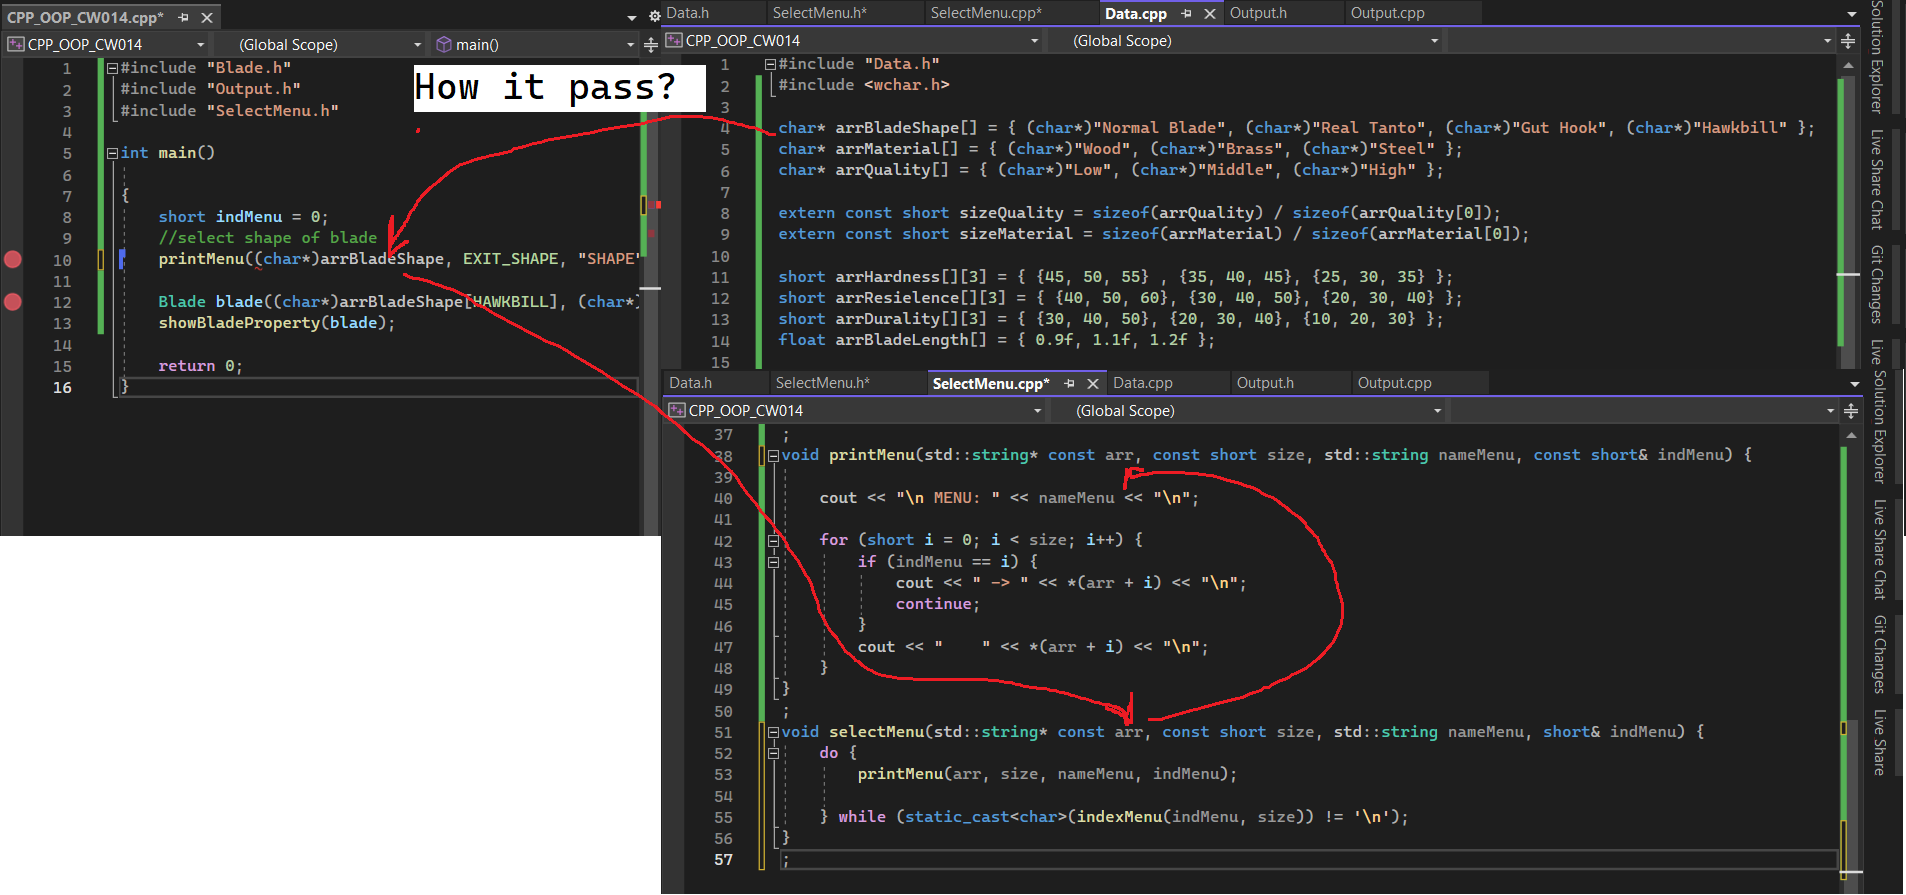 CPP_OOP_CW014.cpp*
CPP_OOP_CW014 (Global Scope) main()
1 #include "Blade.h"
2 #include "Output.h"
3 #include "SelectMenu.h"
4
5 int main()
6
7 {
8 short indMenu = 0;
9 //select shape of blade
10 printMenu((char*)arrBladeShape, EXIT_SHAPE, "SHAPE"
11
12 Blade blade((char*)arrBladeShape[HAWKBILL], (char*)
13 showBladeProperty(blade);
14
15 return 0;
16 }
How it pass?
Data.h SelectMenu.h* SelectMenu.cpp* Data.cpp Output.h Output.cpp
CPP_OOP_CW014 (Global Scope)
1 #include "Data.h"
2 #include <wchar.h>
3
4 char* arrBladeShape[] = { (char*)"Normal Blade", (char*)"Real Tanto", (char*)"Gut Hook", (char*)"Hawkbill" };
5 char* arrMaterial[] = { (char*)"Wood", (char*)"Brass", (char*)"Steel" };
6 char* arrQuality[] = { (char*)"Low", (char*)"Middle", (char*)"High" };
7
8 extern const short sizeQuality = sizeof(arrQuality) / sizeof(arrQuality[0]);
9 extern const short sizeMaterial = sizeof(arrMaterial) / sizeof(arrMaterial[0]);
10
11 short arrHardness[][3] = { {45, 50, 55} , {35, 40, 45}, {25, 30, 35} };
12 short arrResielence[][3] = { {40, 50, 60}, {30, 40, 50}, {20, 30, 40} };
13 short arrDurality[][3] = { {30, 40, 50}, {20, 30, 40}, {10, 20, 30} };
14 float arrBladeLength[] = { 0.9f, 1.1f, 1.2f };
15
Solution Explorer
Live Share Chat
Git Changes
Live
Data.h SelectMenu.h* SelectMenu.cpp* Data.cpp Output.h Output.cpp
CPP_OOP_CW014 (Global Scope)
37 ;
38 void printMenu(std::string* const arr, const short size, std::string nameMenu, const short& indMenu) {
39
40 cout << "\n MENU: " << nameMenu << "\n";
41
42 for (short i = 0; i < size; i++) {
43 if (indMenu == i) {
44 cout << " -> " << *(arr + i) << "\n";
45 continue;
46 }
47 cout << "    " << *(arr + i) << "\n";
48 }
49 }
50 ;
51 void selectMenu(std::string* const arr, const short size, std::string nameMenu, short& indMenu) {
52 do {
53 printMenu(arr, size, nameMenu, indMenu);
54
55 } while (static_cast<char>(indexMenu(indMenu, size)) != '\n');
56 }
57 ;
Solution Explorer
Live Share Chat
Git Changes
Live Share